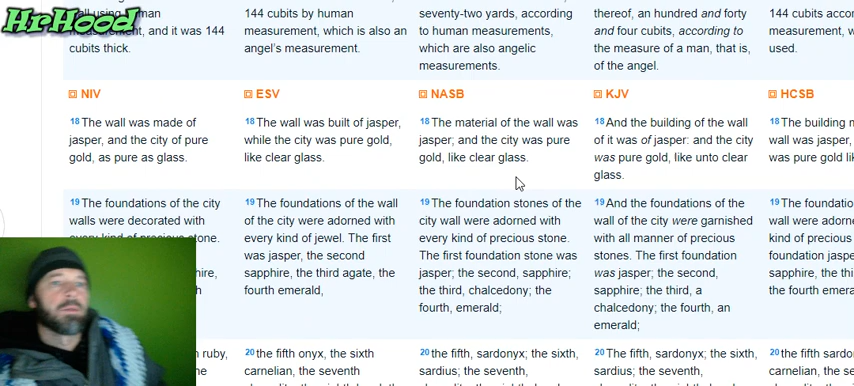 HrHood
wall using human
144 cubits by human
seventy-two yards, according
thereof, an hundred and forty
144 cubits
measurement, and it was 144
measurement, which is also an
to human measurements,
and four cubits, according to
measurement,
cubits thick.
angel's measurement.
which are also angelic
the measure of a man, that is,
used.
measurements.
of the angel.
NIV
ESV
NASB
KJV
HCSB
18 The wall was made of
jasper, and the city of pure
gold, as pure as glass.
18 The wall was built of jasper,
while the city was pure gold,
like clear glass.
18 The material of the wall was
jasper; and the city was pure
gold, like clear glass.
18 And the building of the wall
of it was of jasper: and the city
was pure gold, like unto clear
glass.
18 The building
wall was jasper,
was pure gold
19 The foundations of the city
walls were decorated with
every kind of precious stone.
19 The foundations of the wall
of the city were adorned with
every kind of jewel. The first
was jasper, the second
sapphire, the third agate, the
fourth emerald,
19 The foundation stones of the
city wall were adorned with
every kind of precious stone.
The first foundation stone was
jasper; the second, sapphire;
the third, chalcedony; the
fourth, emerald;
19 And the foundations of the
wall of the city were garnished
with all manner of precious
stones. The first foundation
was jasper; the second,
sapphire; the third, a
chalcedony; the fourth, an
emerald;
19 The
wall were
kind of precious
foundation jaspe
sapphire, the
the fourth
ruby,
20 the fifth onyx, the sixth
carnelian, the seventh
20 the fifth, sardonyx; the sixth,
sardius; the seventh,
20 The fifth, sardonyx; the sixth,
sardius; the seventh,
20 the fifth
carnelian, the